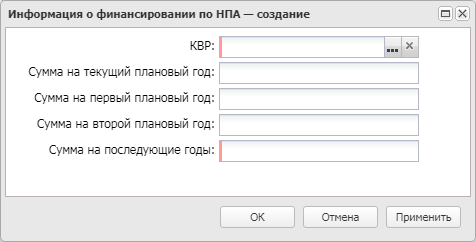 Информация о финансировании по НПА — создание
КВР:
Сумма на текущий плановый год:
Сумма на первый плановый год:
Сумма на второй плановый год:
Сумма на последующие годы:
ОК Отмена Применить